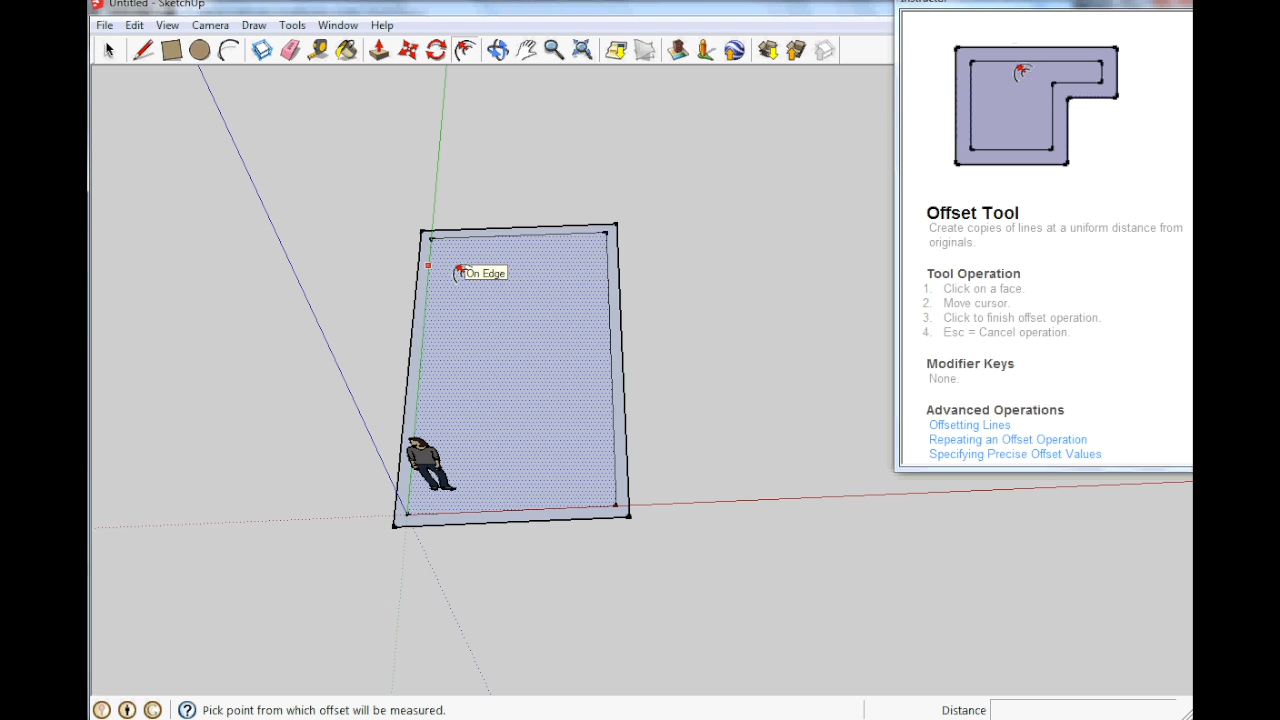 Untitled - SketchUp
File Edit View Camera Draw Tools Window Help
On Edge
Instructor
Offset Tool
Create copies of lines at a uniform distance from
originals.
Tool Operation
1. Click on a face.
2. Move cursor.
3. Click to finish offset operation.
4. Esc = Cancel operation.
Modifier Keys
None.
Advanced Operations
Offsetting Lines
Repeating an Offset Operation
Specifying Precise Offset Values
Pick point from which offset will be measured.
Distance